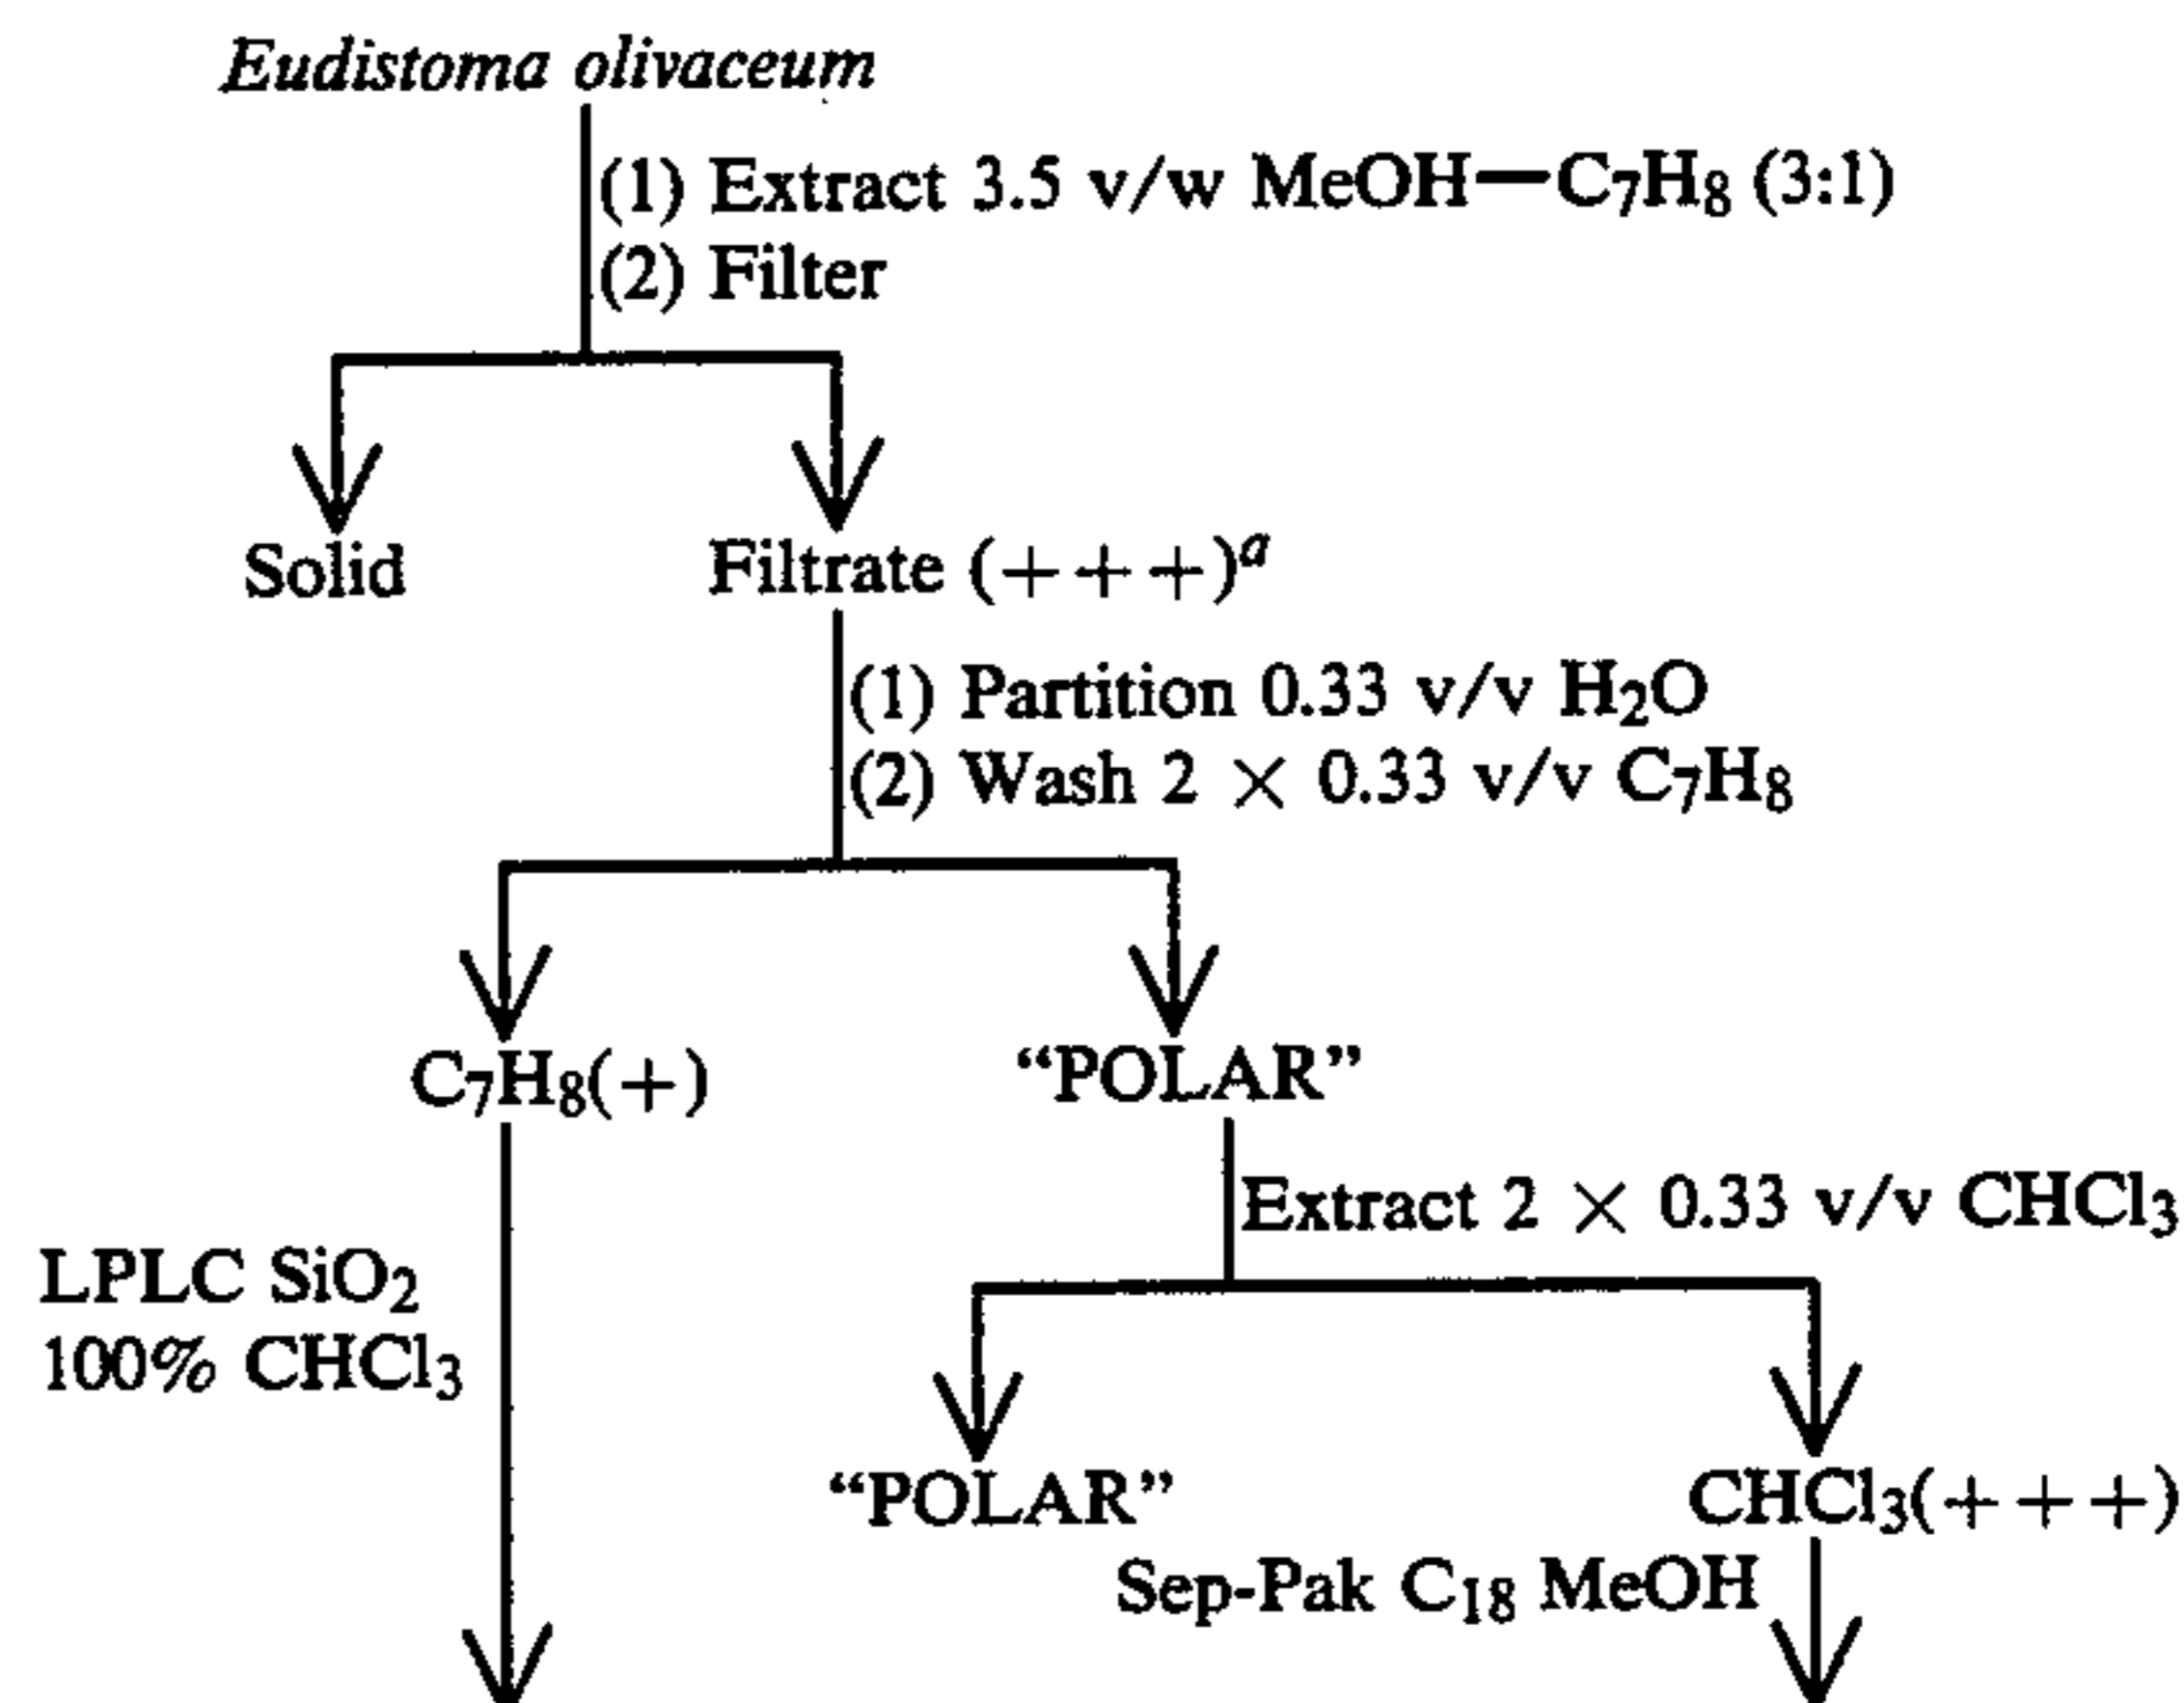 Eudistoma olivaceum
(1) Extract 3.5 v/w MeOH—C₇H₈ (3:1)
(2) Filter
Solid
Filtrate (+++)ᵃ
(1) Partition 0.33 v/v H₂O
(2) Wash 2 × 0.33 v/v C₇H₈
C₇H₈(+)
“POLAR”
Extract 2 × 0.33 v/v CHCl₃
LPLC SiO₂
100% CHCl₃
“POLAR”
CHCl₃(+++)
Sep-Pak C₁₈ MeOH